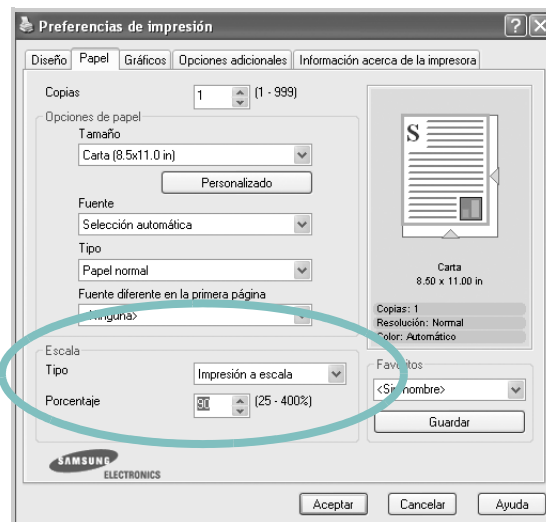 Preferencias de impresión
Diseño Papel Gráficos Opciones adicionales Información acerca de la impresora
Copias 1 (1 - 999)
Opciones de papel
Tamaño
Carta (8.5x11.0 in)
Personalizado
Fuente
Selección automática
Tipo
Papel normal
Fuente diferente en la primera página
<Ninguna>
S
Carta
8.50 x 11.00 in
Copias: 1
Resolución: Normal
Color: Automático
Escala
Tipo Impresión a escala
Porcentaje 90 (25 - 400%)
Favoritos
<Sin nombre>
Guardar
SAMSUNG
ELECTRONICS
Aceptar Cancelar Ayuda